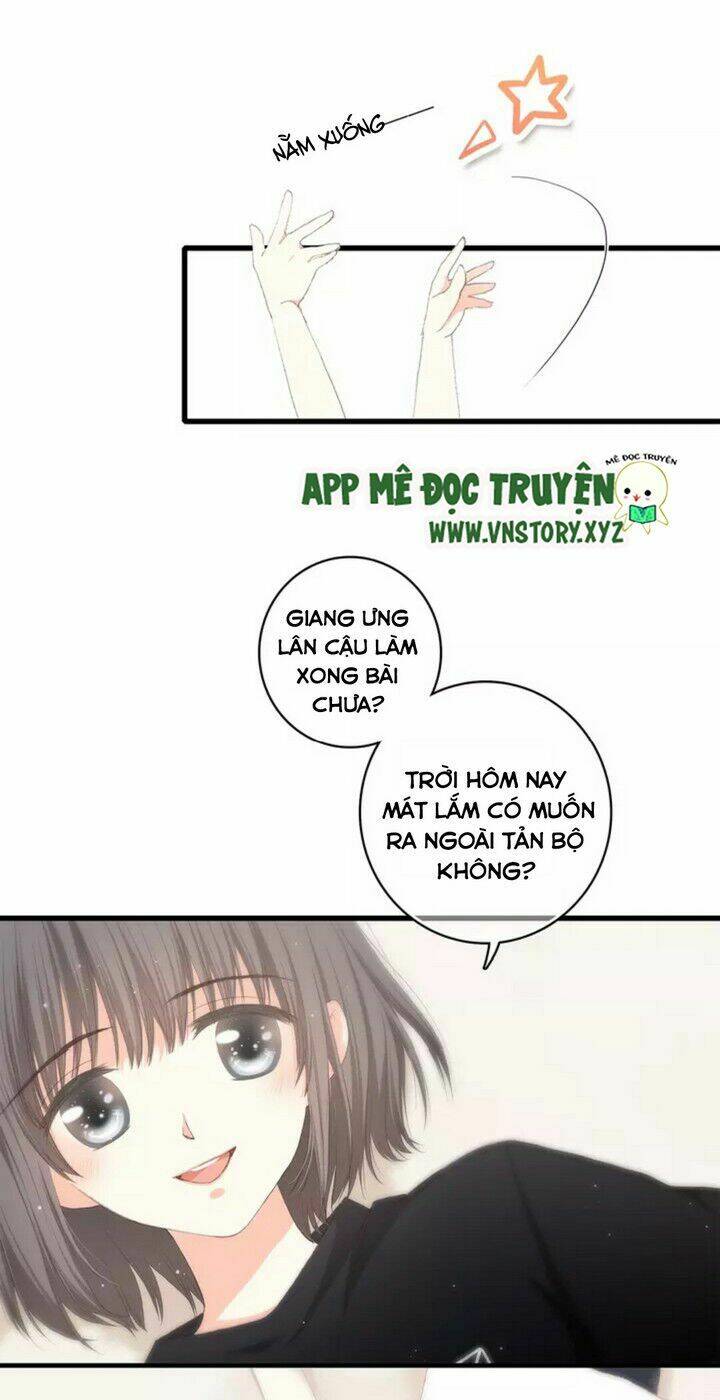 NẰM XUỐNG
MÊ ĐỌC TRUYỆN
APP MÊ ĐỌC TRUYỆN
WWW.VNSTORY.XYZ
GIANG ƯNG
LÂN CẬU LÀM
XONG BÀI
CHƯA?
TRỜI HÔM NAY
MÁT LẮM CÓ MUỐN
RA NGOÀI TẢN BỘ
KHÔNG?